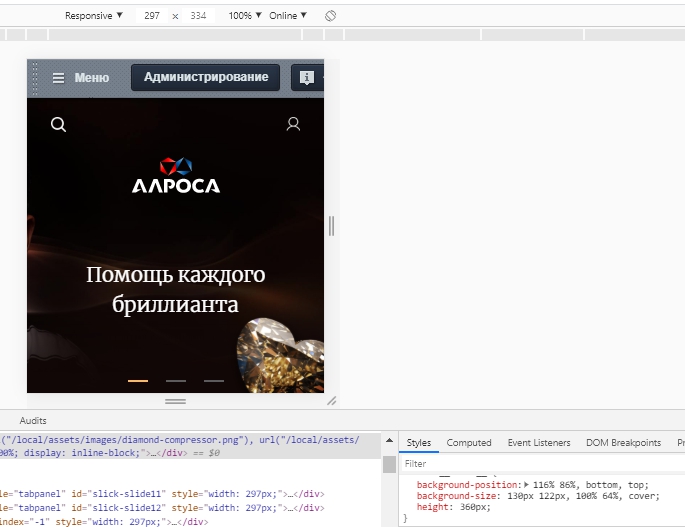 Responsive ▼ 297 x 334 100% ▼ Online ▼
Меню Администрирование
АЛРОСА
Помощь каждого
бриллианта
Audits
("/local/assets/images/diamond-compressor.png"), url("/local/assets/
00%; display: inline-block;">…</div> == $0
le="tabpanel" id="slick-slide11" style="width: 297px;">…</div>
le="tabpanel" id="slick-slide12" style="width: 297px;">…</div>
index="-1" style="width: 297px;">…</div>
Styles Computed Event Listeners DOM Breakpoints Pr
Filter
background-position: 116% 86%, bottom, top;
background-size: 130px 122px, 100% 64%, cover;
height: 360px;
}